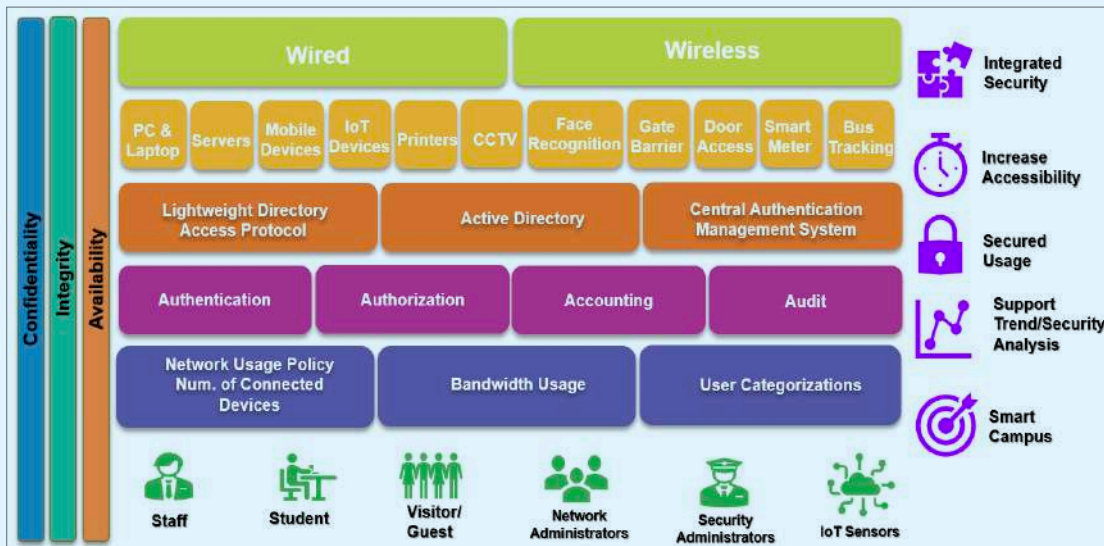 Confidentiality
Integrity
Availability
Wired
Wireless
PC &
Laptop
Servers
Mobile
Devices
IoT
Devices
Printers
CCTV
Face
Recognition
Gate
Barrier
Door
Access
Smart
Meter
Bus
Tracking
Lightweight Directory
Access Protocol
Active Directory
Central Authentication
Management System
Authentication
Authorization
Accounting
Audit
Network Usage Policy
Num. of Connected
Devices
Bandwidth Usage
User Categorizations
Staff
Student
Visitor/
Guest
Network
Administrators
Security
Administrators
IoT Sensors
Integrated
Security
Increase
Accessibility
Secured
Usage
Support
Trend/Security
Analysis
Smart
Campus